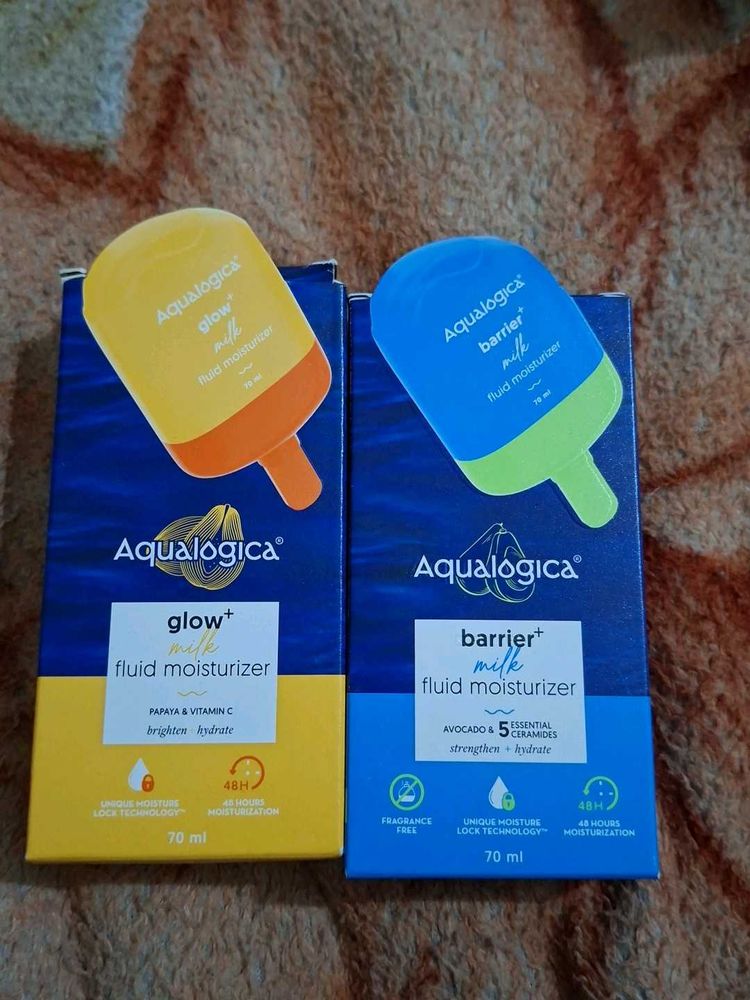 Aqualogica®
glow+
milk
fluid moisturizer
70 ml
Aqualogica®
glow+
milk
fluid moisturizer
PAPAYA & VITAMIN C
brighten + hydrate
UNIQUE MOISTURE
LOCK TECHNOLOGY™
48H
48 HOURS
MOISTURIZATION
70 ml
Aqualogica®
barrier+
milk
fluid moisturizer
70 ml
Aqualogica®
barrier+
milk
fluid moisturizer
AVOCADO & 5 ESSENTIAL
CERAMIDES
strengthen + hydrate
FRAGRANCE
FREE
UNIQUE MOISTURE
LOCK TECHNOLOGY™
48H
48 HOURS
MOISTURIZATION
70 ml